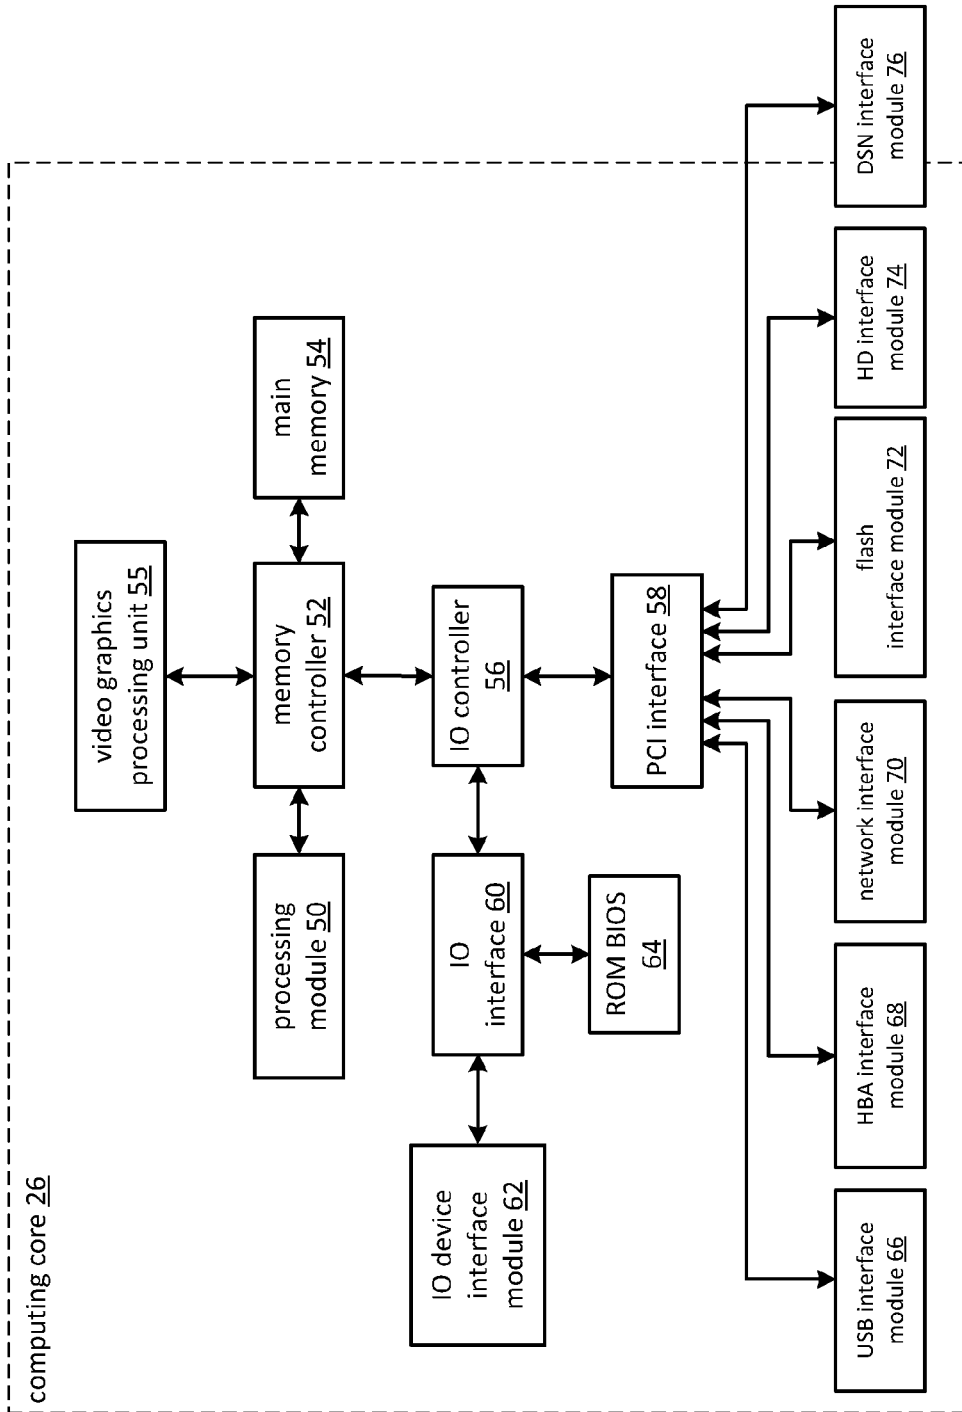 computing core 26
video graphics
processing unit 55
processing
module 50
memory
controller 52
main
memory 54
IO device
interface
module 62
IO
interface 60
IO controller
56
ROM BIOS
64
PCI interface 58
USB interface
module 66
HBA interface
module 68
network interface
module 70
flash
interface module 72
HD interface
module 74
DSN interface
module 76